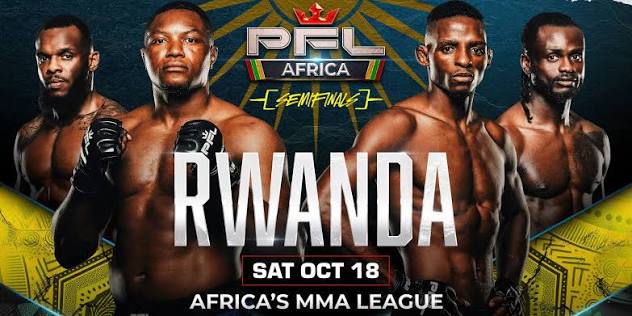 PFL
AFRICA
SEMIFINALS
RWANDA
SAT OCT 18
AFRICA'S MMA LEAGUE